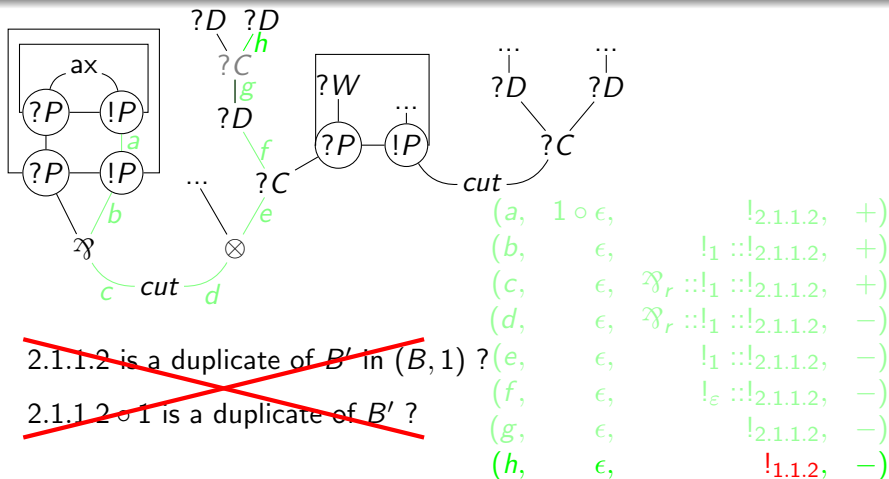 ?D ?D
h
?C
g
?D
f
?C
e
ax
?P !P
a
?P !P
b
⅋
c cut d
...
⊗
?W
...
?P !P
cut
... ...
?D ?D
?C
(a, 1 ∘ ϵ, !₂.₁.₁.₂, +)
(b, ϵ, !₁ ::!₂.₁.₁.₂, +)
(c, ϵ, ⅋ᵣ ::!₁ ::!₂.₁.₁.₂, +)
(d, ϵ, ⅋ᵣ ::!₁ ::!₂.₁.₁.₂, −)
2.1.1.2 is a duplicate of B′ in (B, 1) ?
(e, ϵ, !₁ ::!₂.₁.₁.₂, −)
(f, ϵ, !_ε ::!₂.₁.₁.₂, −)
2.1.1.2 ∘ 1 is a duplicate of B′ ?
(g, ϵ, !₂.₁.₁.₂, −)
(h, ϵ, !₁.₁.₂, −)